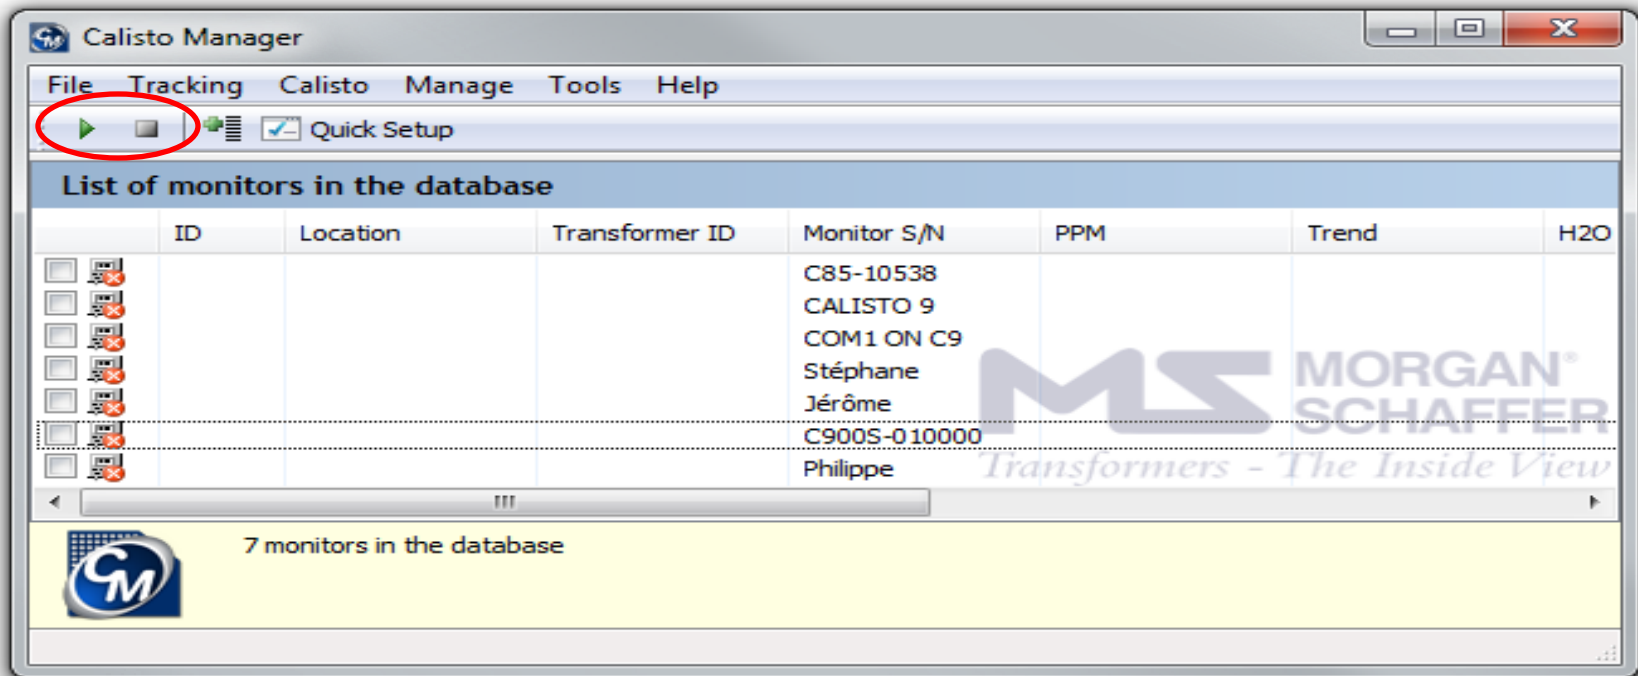 Calisto Manager
File Tracking Calisto Manage Tools Help
Quick Setup
List of monitors in the database
ID Location Transformer ID Monitor S/N PPM Trend H2O
C85-10538
CALISTO 9
COM1 ON C9
Stéphane
Jérôme
C900S-010000
Philippe
MS MORGAN®
SCHAFFER
Transformers - The Inside View
CM 7 monitors in the database